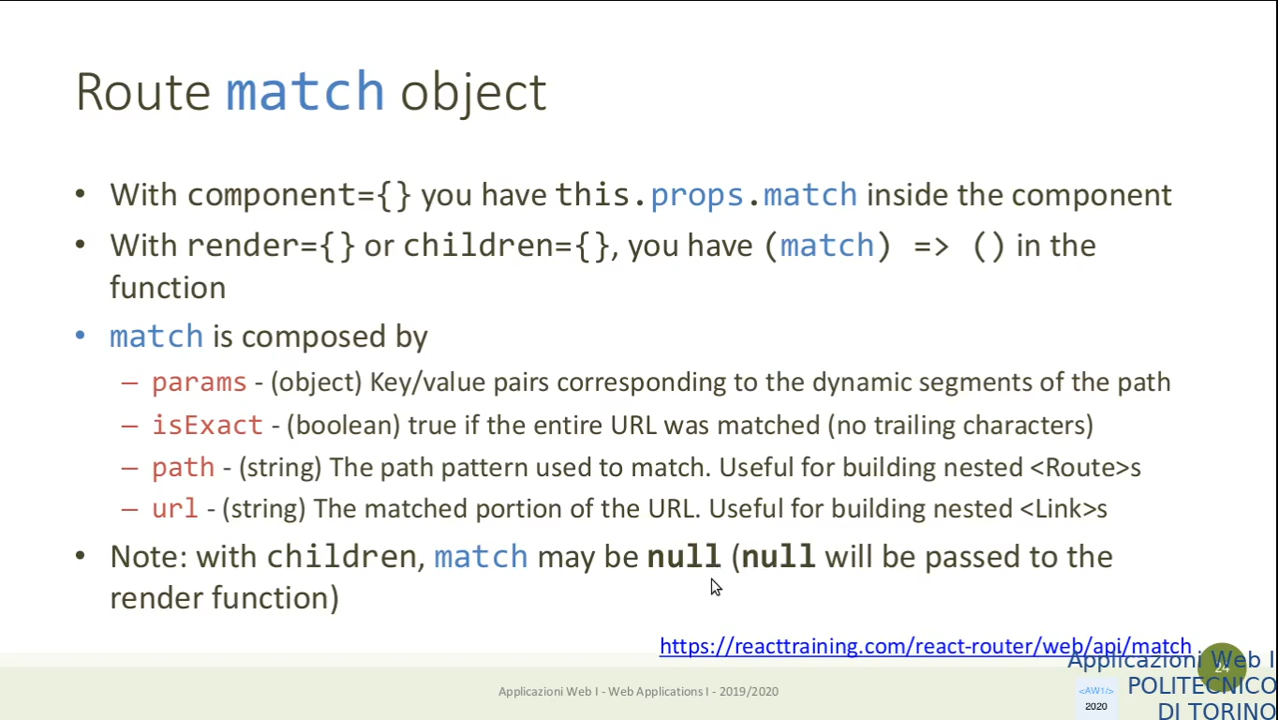 Route match object
• With component={} you have this.props.match inside the component
• With render={} or children={}, you have (match) => () in the
function
• match is composed by
– params - (object) Key/value pairs corresponding to the dynamic segments of the path
– isExact - (boolean) true if the entire URL was matched (no trailing characters)
– path - (string) The path pattern used to match. Useful for building nested <Route>s
– url - (string) The matched portion of the URL. Useful for building nested <Link>s
• Note: with children, match may be null (null will be passed to the
render function)
https://reacttraining.com/react-router/web/api/match
24
Applicazioni Web I - Web Applications I - 2019/2020
<AW1/>
2020
Applicazioni Web I
POLITECNICO
DI TORINO